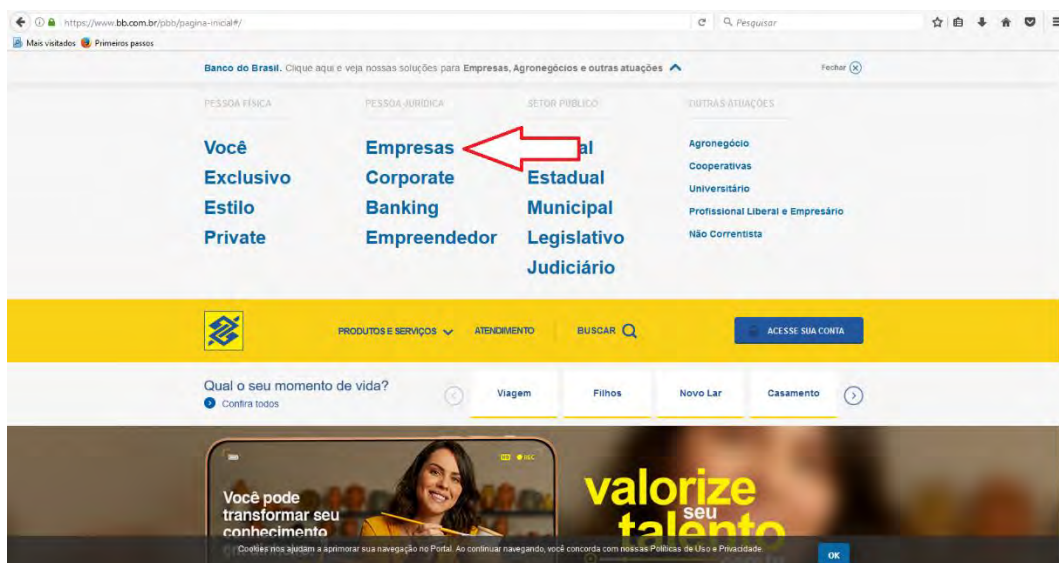 https://www.bb.com.br/pbb/pagina-inicial#/
Pesquisar
Mais visitados Primeiros passos
Banco do Brasil. Clique aqui e veja nossas soluções para Empresas, Agronegócios e outras atuações
Fechar
PESSOA FÍSICA
Você
Exclusivo
Estilo
Private
PESSOA JURÍDICA
Empresas
Corporate
Banking
Empreendedor
SETOR PÚBLICO
al
Estadual
Municipal
Legislativo
Judiciário
OUTRAS ATUAÇÕES
Agronegócio
Cooperativas
Universitário
Profissional Liberal e Empresário
Não Correntista
PRODUTOS E SERVIÇOS ATENDIMENTO BUSCAR ACESSE SUA CONTA
Qual o seu momento de vida?
Confira todos
Viagem Filhos Novo Lar Casamento
REC
Você pode
transformar seu
conhecimento
valorize
seu
talento
Cookies nos ajudam a aprimorar sua navegação no Portal. Ao continuar navegando, você concorda com nossas Políticas de Uso e Privacidade.
OK